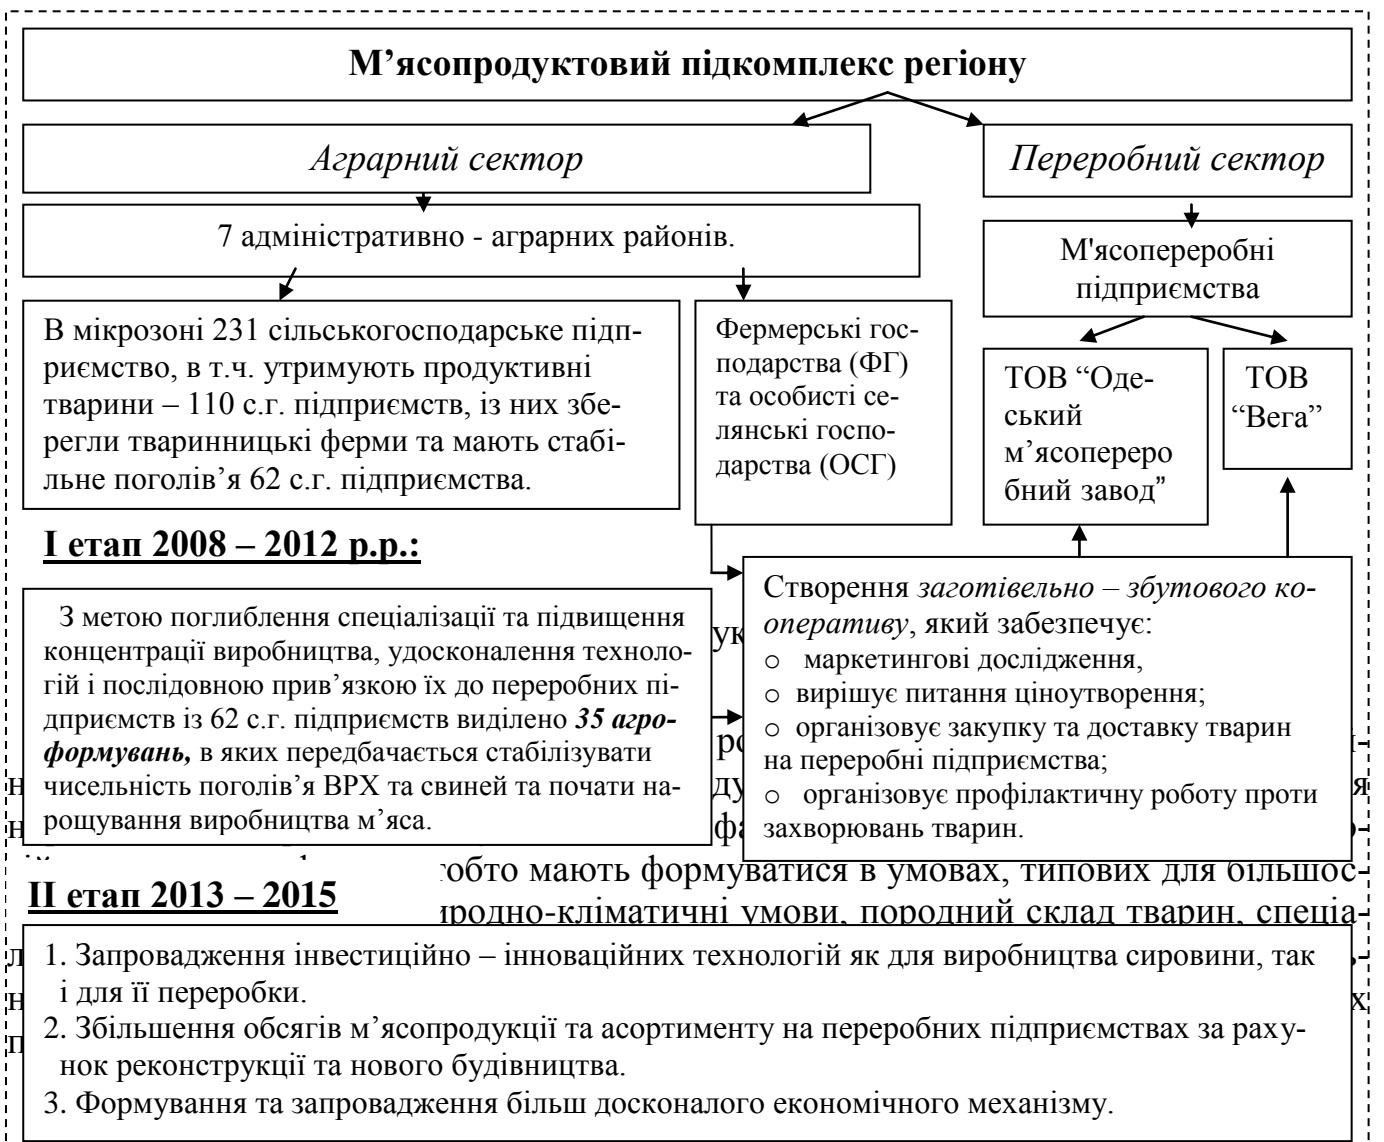 М’ясопродуктовий підкомплекс регіону
Аграрний сектор
Переробний сектор
7 адміністративно - аграрних районів.
М'ясопереробні
підприємства
В мікрозоні 231 сільськогосподарське підп-
риємство, в т.ч. утримують продуктивні
тварини – 110 с.г. підприємств, із них збе-
регли тваринницькі ферми та мають стабі-
льне поголів’я 62 с.г. підприємства.
Фермерські гос-
подарства (ФГ)
та особисті се-
лянські госпо-
дарства (ОСГ)
ТОВ “Оде-
ський
м’ясоперero
бний завод”
ТОВ
“Вега”
I етап 2008 – 2012 р.р.:
З метою поглиблення спеціалізації та підвищення
концентрації виробництва, удосконалення техноло-
гій і послідовною прив’язкою їх до переробних пі-
дприємств із 62 с.г. підприємств виділено 35 агро-
формувань, в яких передбачається стабілізувати
чисельність поголів’я ВРХ та свиней та почати на-
рощування виробництва м’яса.
Створення заготівельно – збутового ко-
оперативу, який забезпечує:
o маркетингові дослідження,
o вирішує питання ціноутворення;
o організовує закупку та доставку тварин
на переробні підприємства;
o організовує профілактичну роботу проти
захворювань тварин.
тобто мають формуватися в умовах, типових для більшос-
II етап 2013 – 2015
умови, породний склад тварин, спеціа-
1. Запровадження інвестиційно – інноваційних технологій як для виробництва сировини, так
і для її переробки.
2. Збільшення обсягів м’ясопродукції та асортименту на переробних підприємствах за раху-
нок реконструкції та нового будівництва.
3. Формування та запровадження більш досконалого економічного механізму.